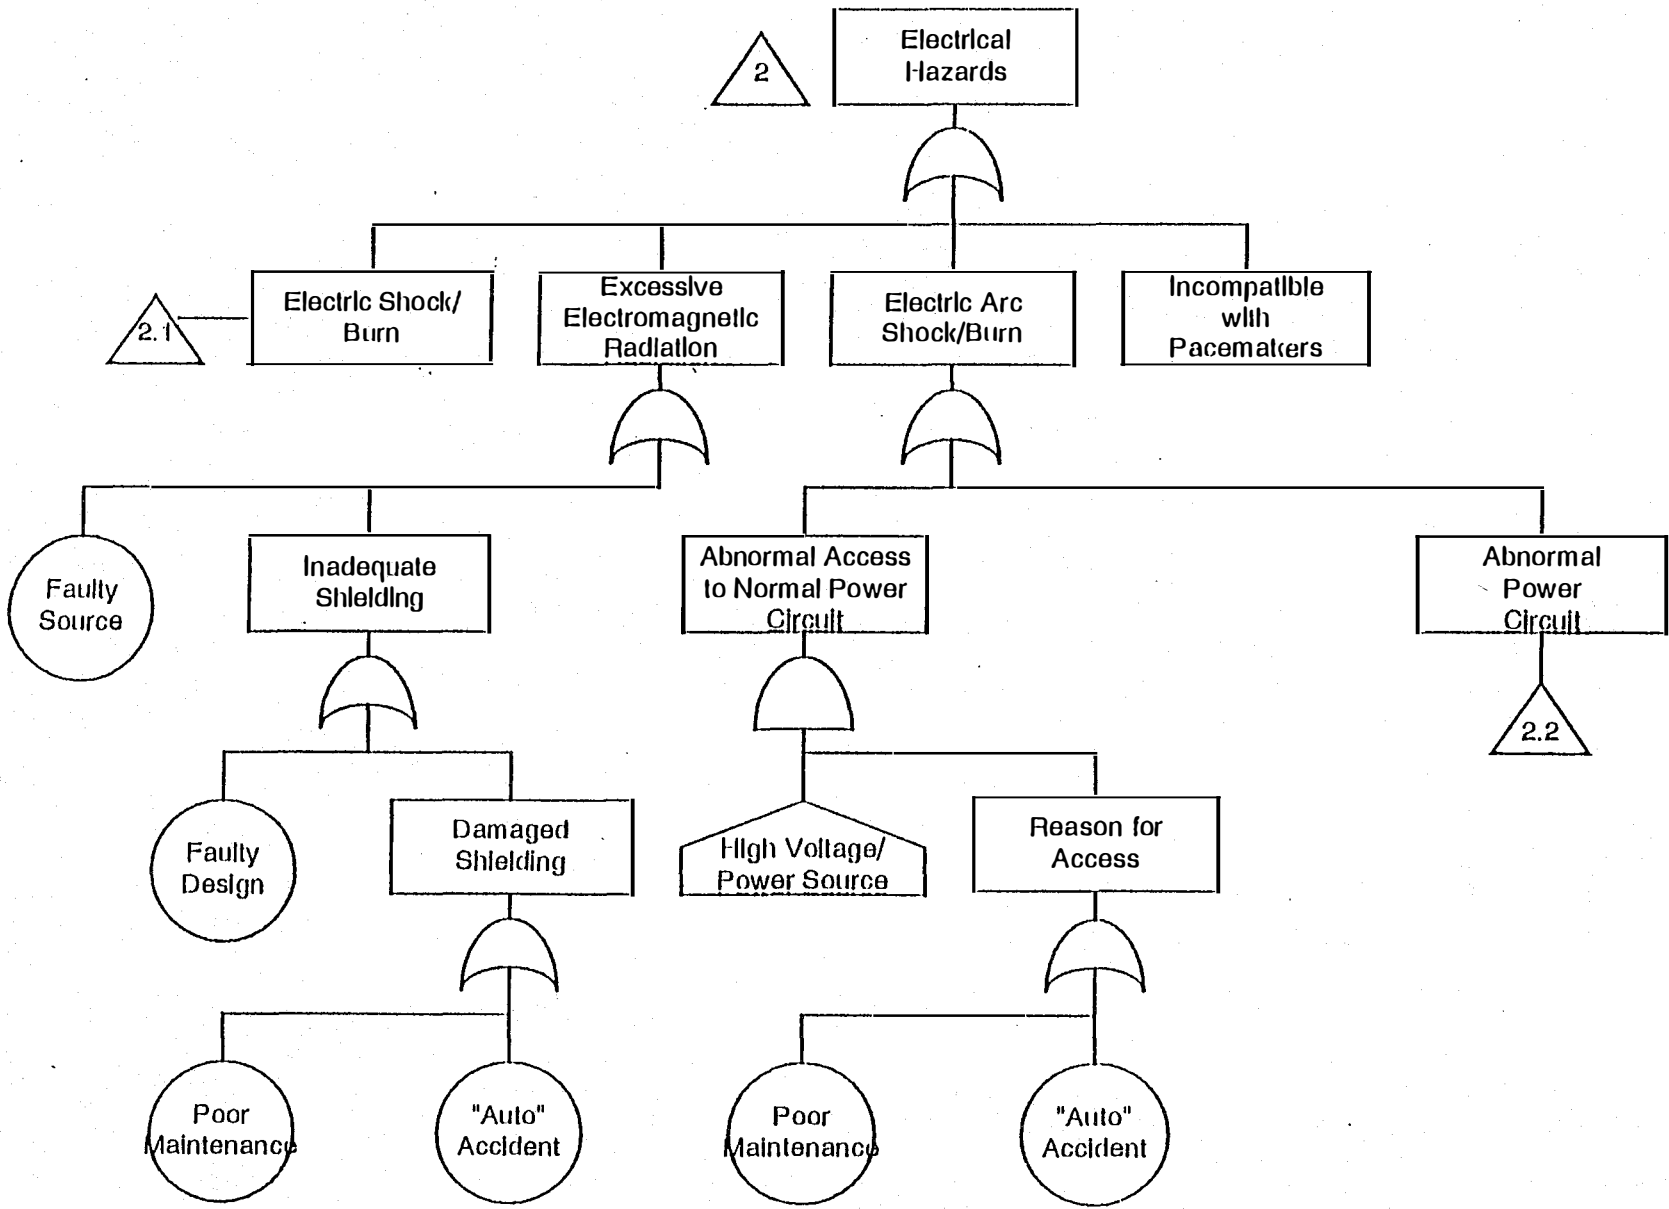 2
Electrical
Hazards
2.1
Electric Shock/
Burn
Excessive
Electromagnetic
Radiation
Electric Arc
Shock/Burn
Incompatible
with
Pacemakers
Faulty
Source
Inadequate
Shielding
Abnormal Access
to Normal Power
Circuit
Abnormal
Power
Circuit
2.2
Faulty
Design
Damaged
Shielding
High Voltage/
Power Source
Reason for
Access
Poor
Maintenance
"Auto"
Accident
Poor
Maintenance
"Auto"
Accident